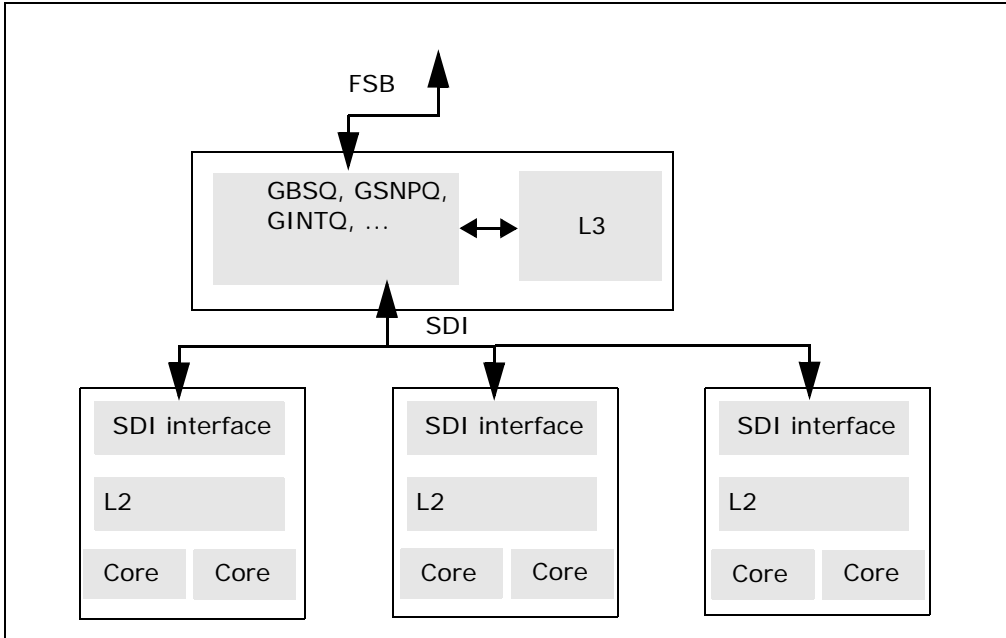 FSB
GBSQ, GSNPQ,
GINTQ, ...
L3
SDI
SDI interface
L2
Core
Core
SDI interface
L2
Core
Core
SDI interface
L2
Core
Core